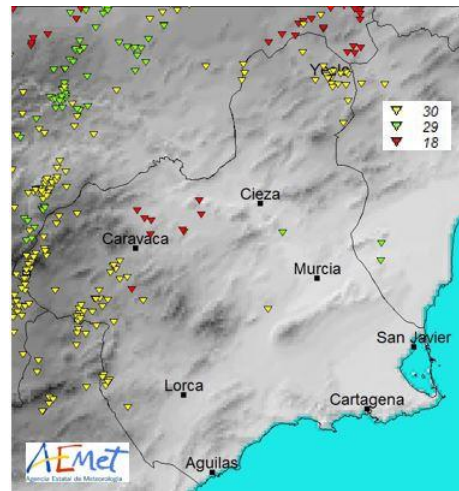 Yecla
30
29
18
Cieza
Caravaca
Murcia
San Javier
Lorca
Cartagena
Aguilas
AEMet
Agencia Estatal de Meteorología